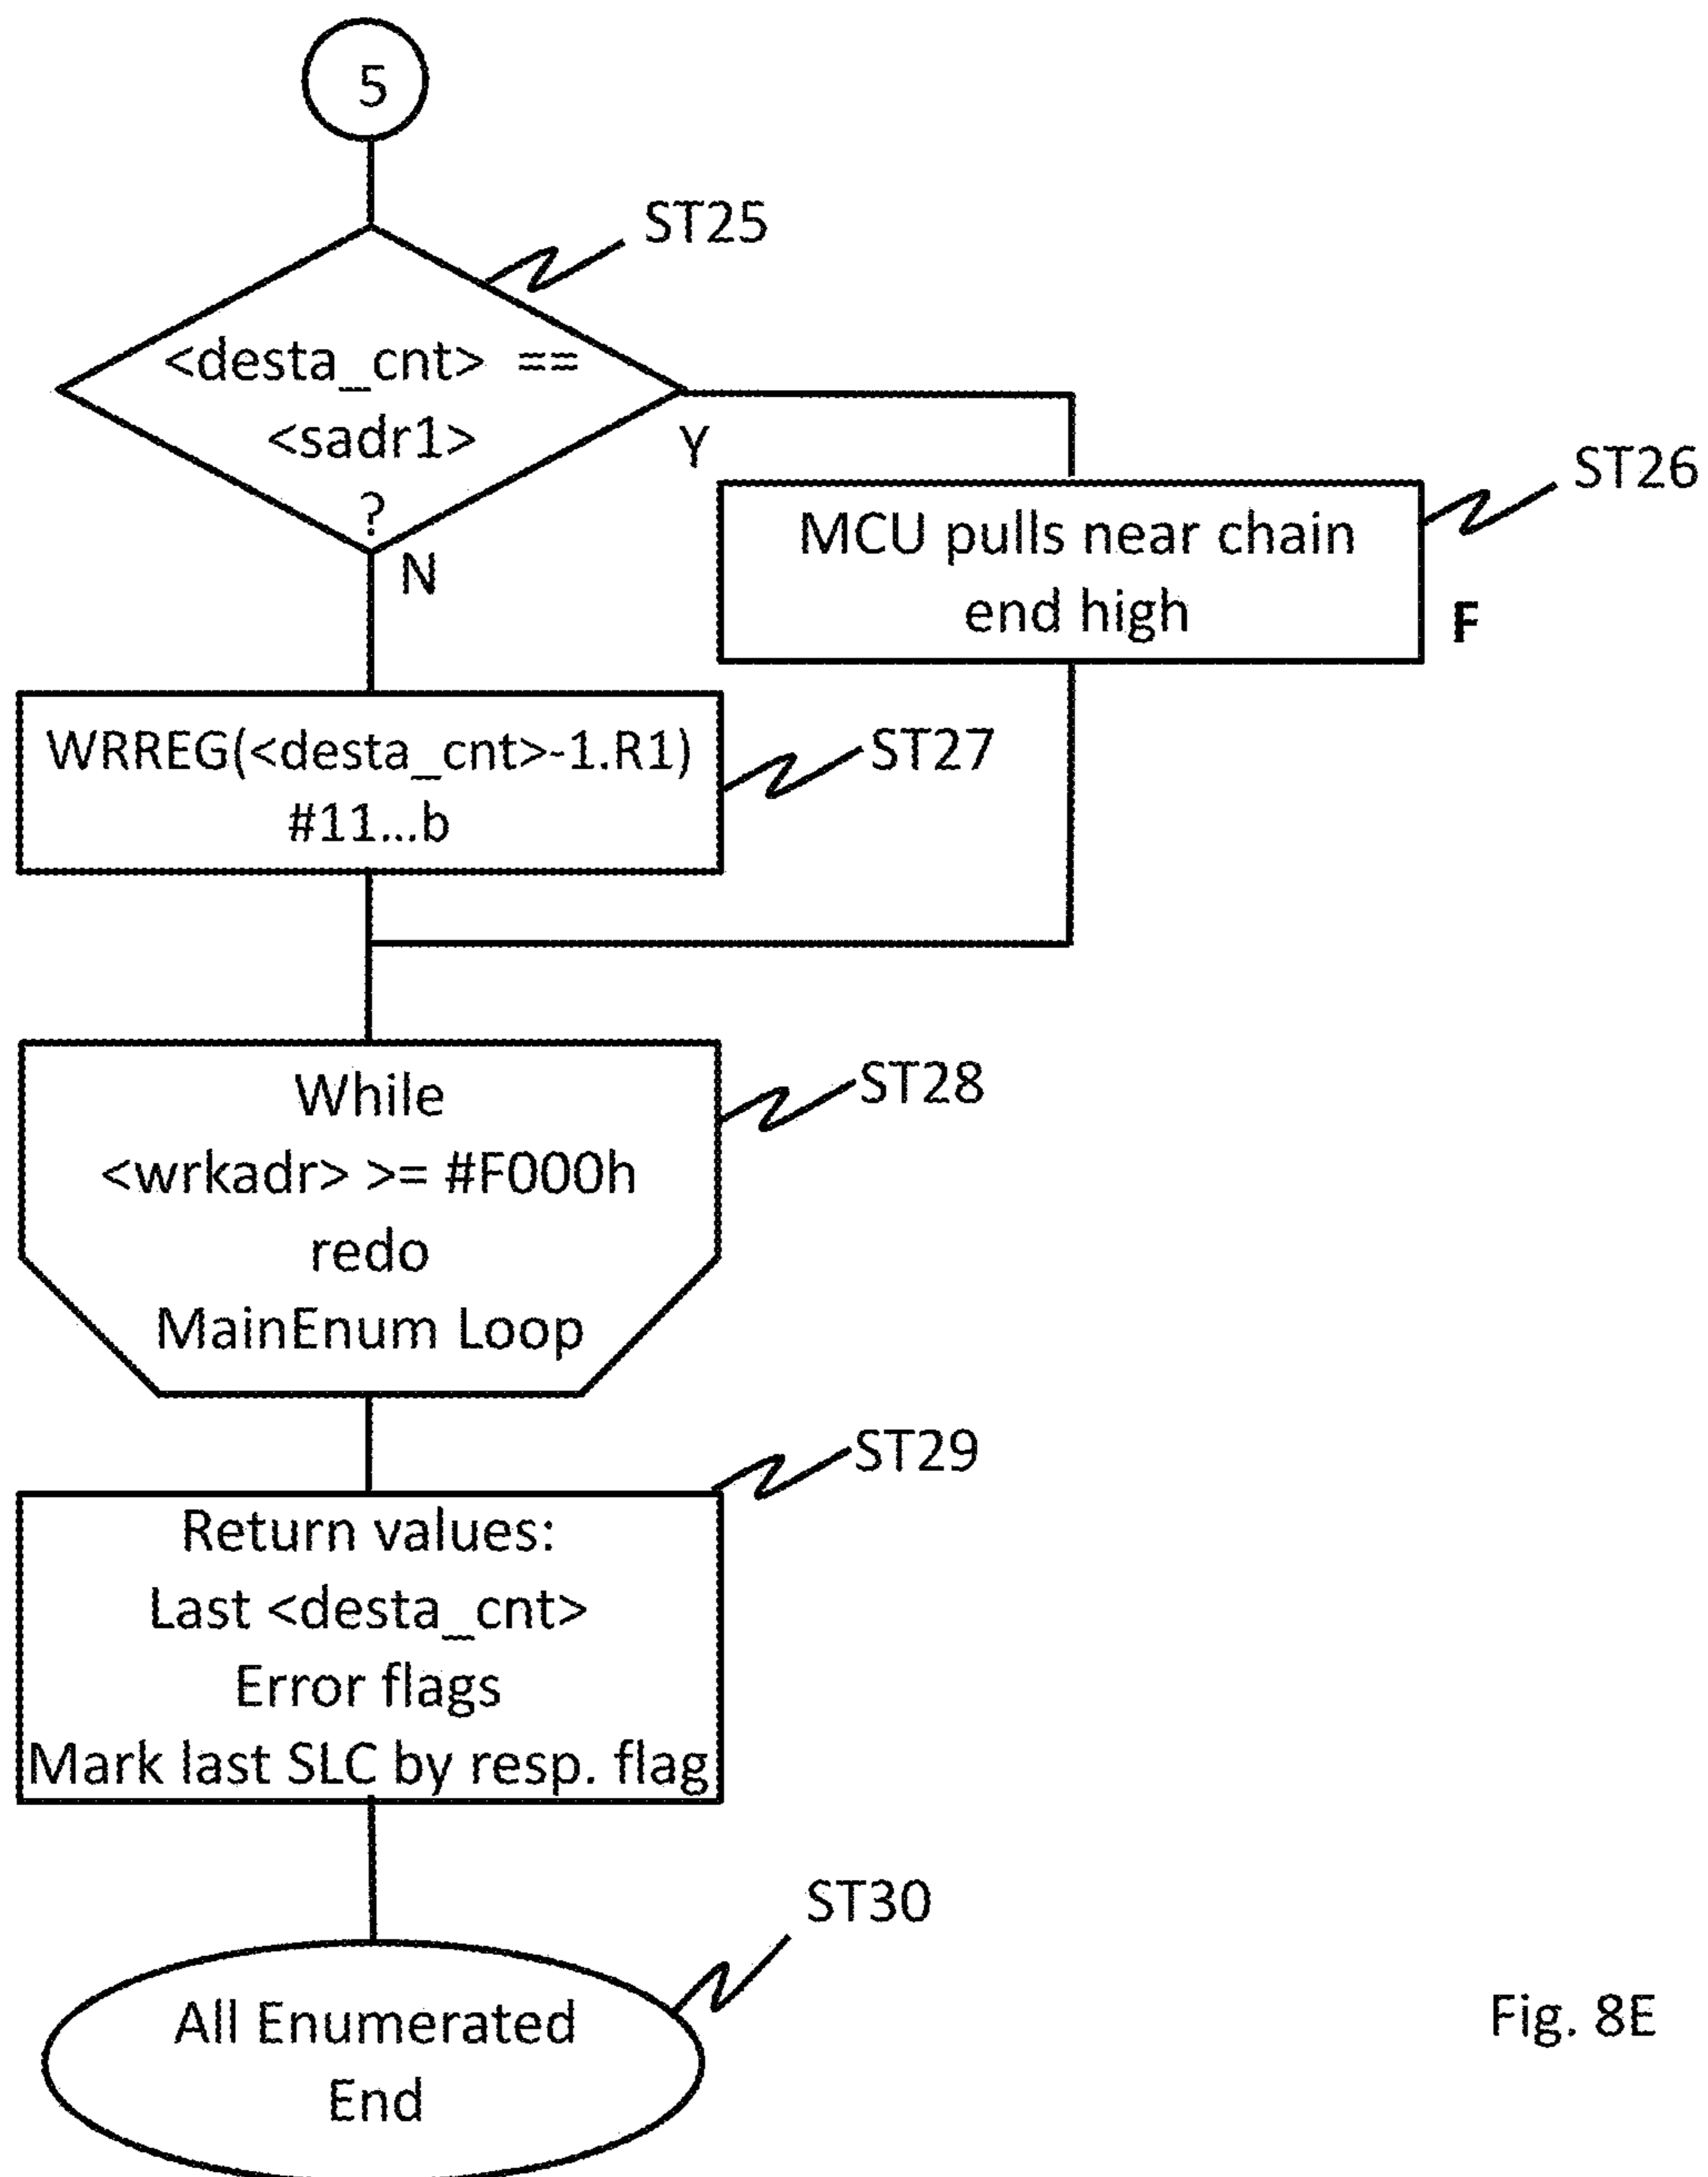 5
ST25
<desta_cnt> ==
<sadr1>
?
Y
N
ST26
MCU pulls near chain
end high
F
WRREG(<desta_cnt>-1.R1)
#11...b
ST27
While
<wrkadr> >= #F000h
redo
MainEnum Loop
ST28
ST29
Return values:
Last <desta_cnt>
Error flags
Mark last SLC by resp. flag
ST30
All Enumerated
End
Fig. 8E